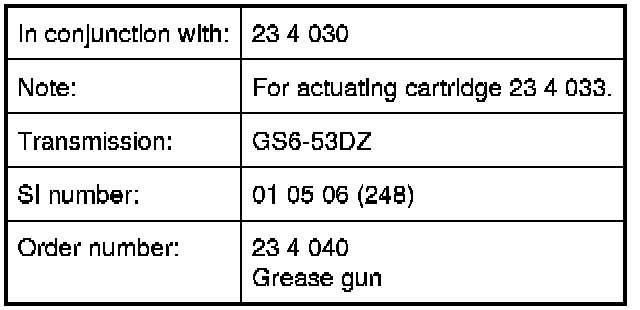 In conjunction with: 23 4 030
Note: For actuating cartridge 23 4 033.
Transmission: GS6-53DZ
SI number: 01 05 06 (248)
Order number: 23 4 040
Grease gun